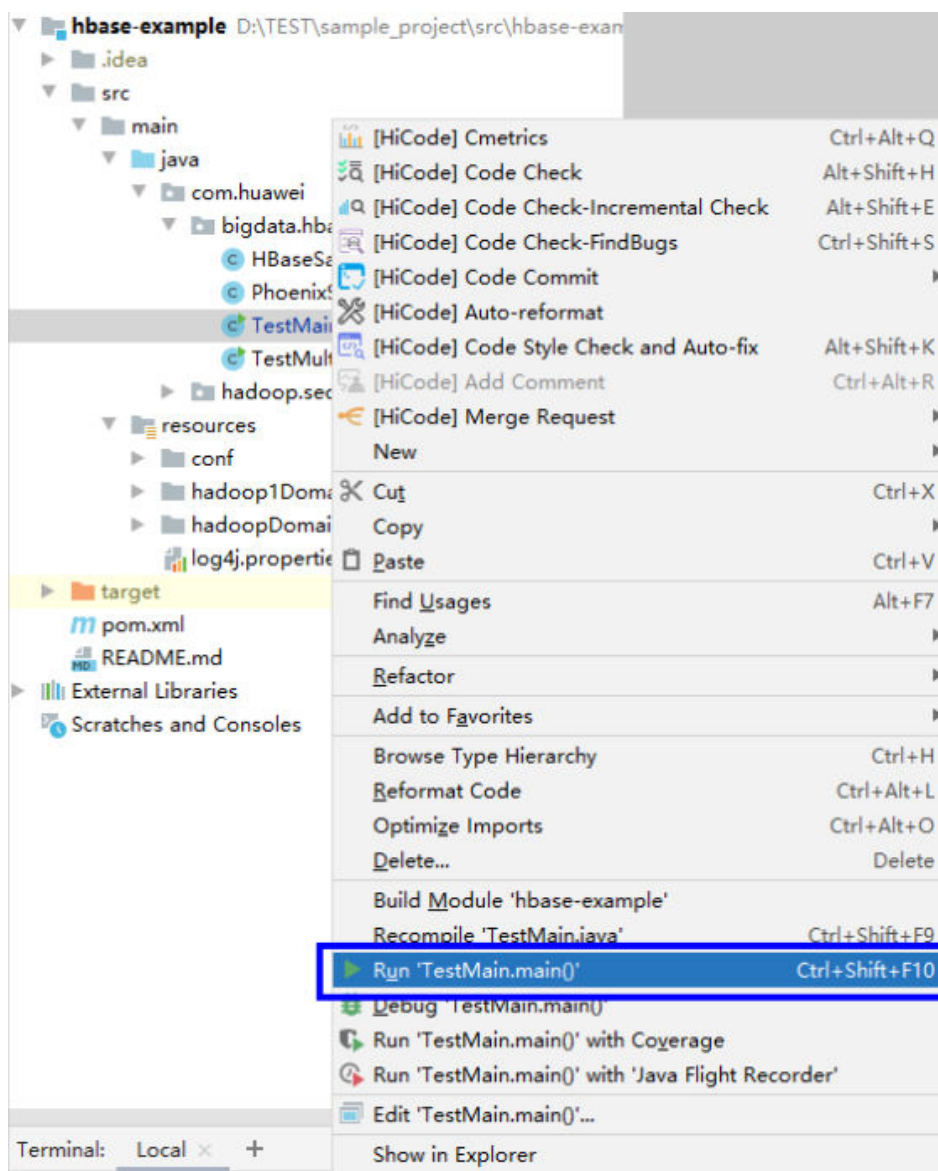 hbase-example D:\TEST\sample_project\src\hbase-exam
.idea
src
main
java
com.huawei
bigdata.hba
HBaseSa
PhoenixS
TestMain
TestMult
hadoop.sec
resources
conf
hadoop1Doma
hadoopDomai
log4j.propertie
target
pom.xml
README.md
External Libraries
Scratches and Consoles
[HiCode] Cmetrics Ctrl+Alt+Q
[HiCode] Code Check Alt+Shift+H
[HiCode] Code Check-Incremental Check Alt+Shift+E
[HiCode] Code Check-FindBugs Ctrl+Shift+S
[HiCode] Code Commit
[HiCode] Auto-reformat
[HiCode] Code Style Check and Auto-fix Alt+Shift+K
[HiCode] Add Comment Ctrl+Alt+R
[HiCode] Merge Request
New
Cut Ctrl+X
Copy
Paste Ctrl+V
Find Usages Alt+F7
Analyze
Refactor
Add to Favorites
Browse Type Hierarchy Ctrl+H
Reformat Code Ctrl+Alt+L
Optimize Imports Ctrl+Alt+O
Delete... Delete
Build Module 'hbase-example'
Recompile 'TestMain.java' Ctrl+Shift+F9
Run 'TestMain.main()' Ctrl+Shift+F10
Debug 'TestMain.main()'
Run 'TestMain.main()' with Coverage
Run 'TestMain.main()' with 'Java Flight Recorder'
Edit 'TestMain.main()'...
Show in Explorer
Terminal: Local × +